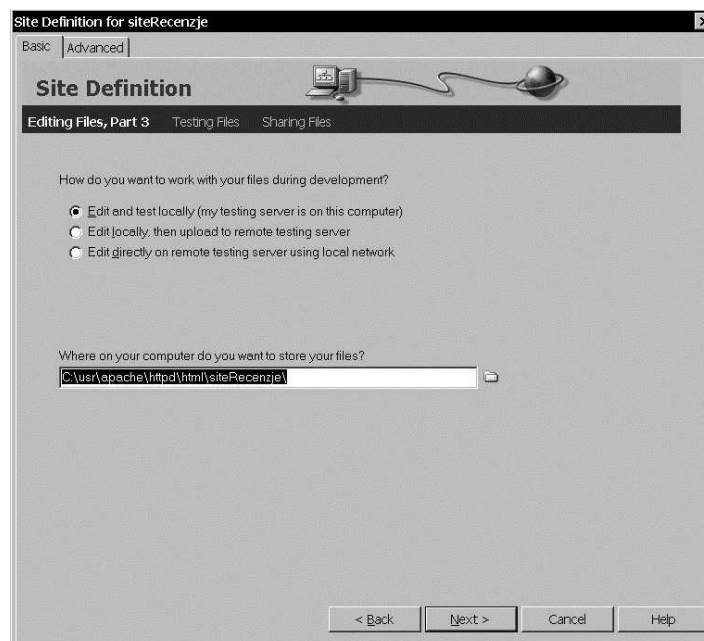 Site Definition for siteRecenzje
Basic Advanced
Site Definition
Editing Files, Part 3 Testing Files Sharing Files
How do you want to work with your files during development?
Edit and test locally (my testing server is on this computer)
Edit locally, then upload to remote testing server
Edit directly on remote testing server using local network
Where on your computer do you want to store your files?
C:\usr\apache\httpd\html\siteRecenzje\
< Back Next > Cancel Help